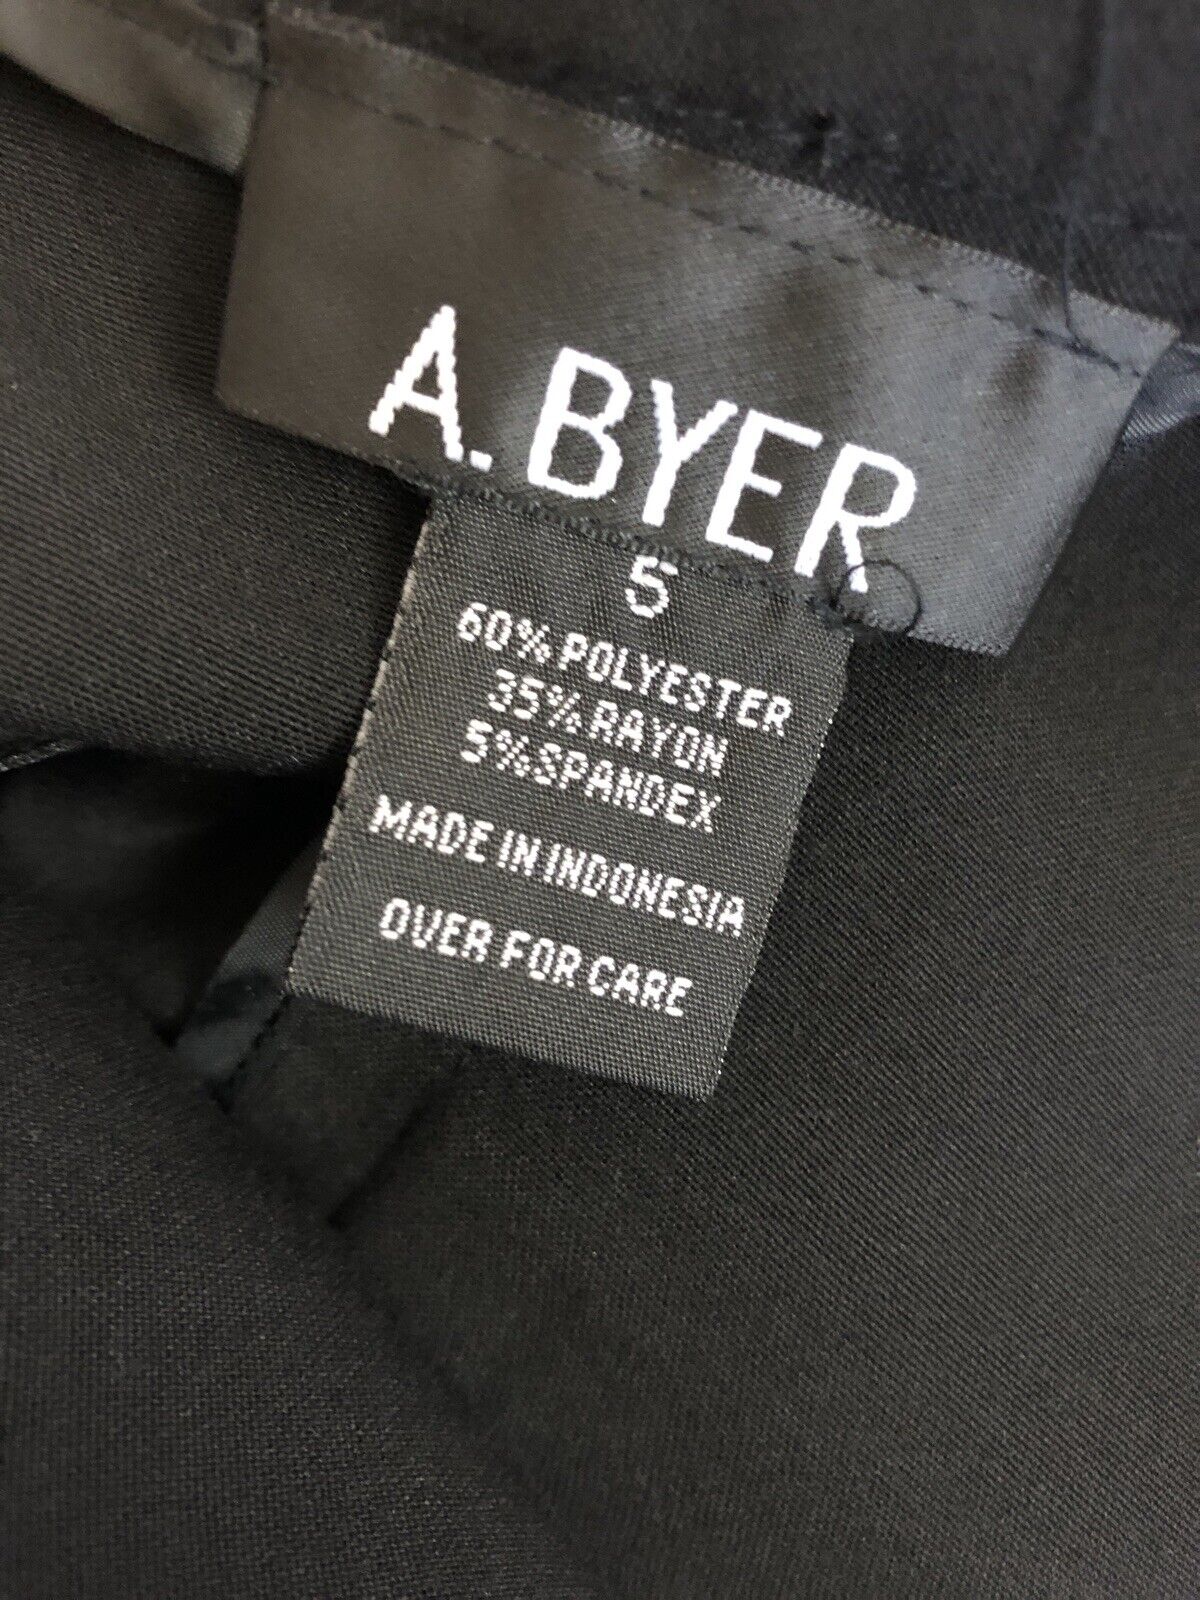 A. BYER
5
60% POLYESTER
35% RAYON
5% SPANDEX
MADE IN INDONESIA
OVER FOR CARE